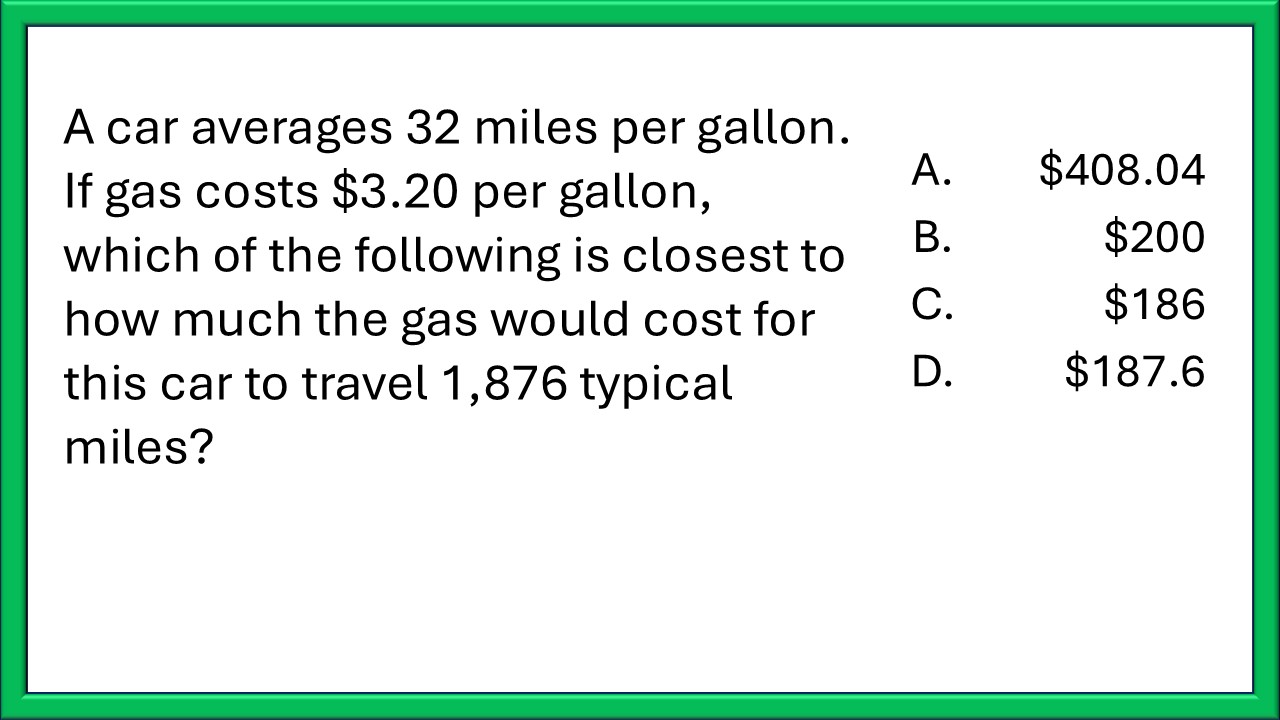 A car averages 32 miles per gallon.
If gas costs $3.20 per gallon,
which of the following is closest to
how much the gas would cost for
this car to travel 1,876 typical
miles?
A. $408.04
B. $200
C. $186
D. $187.6